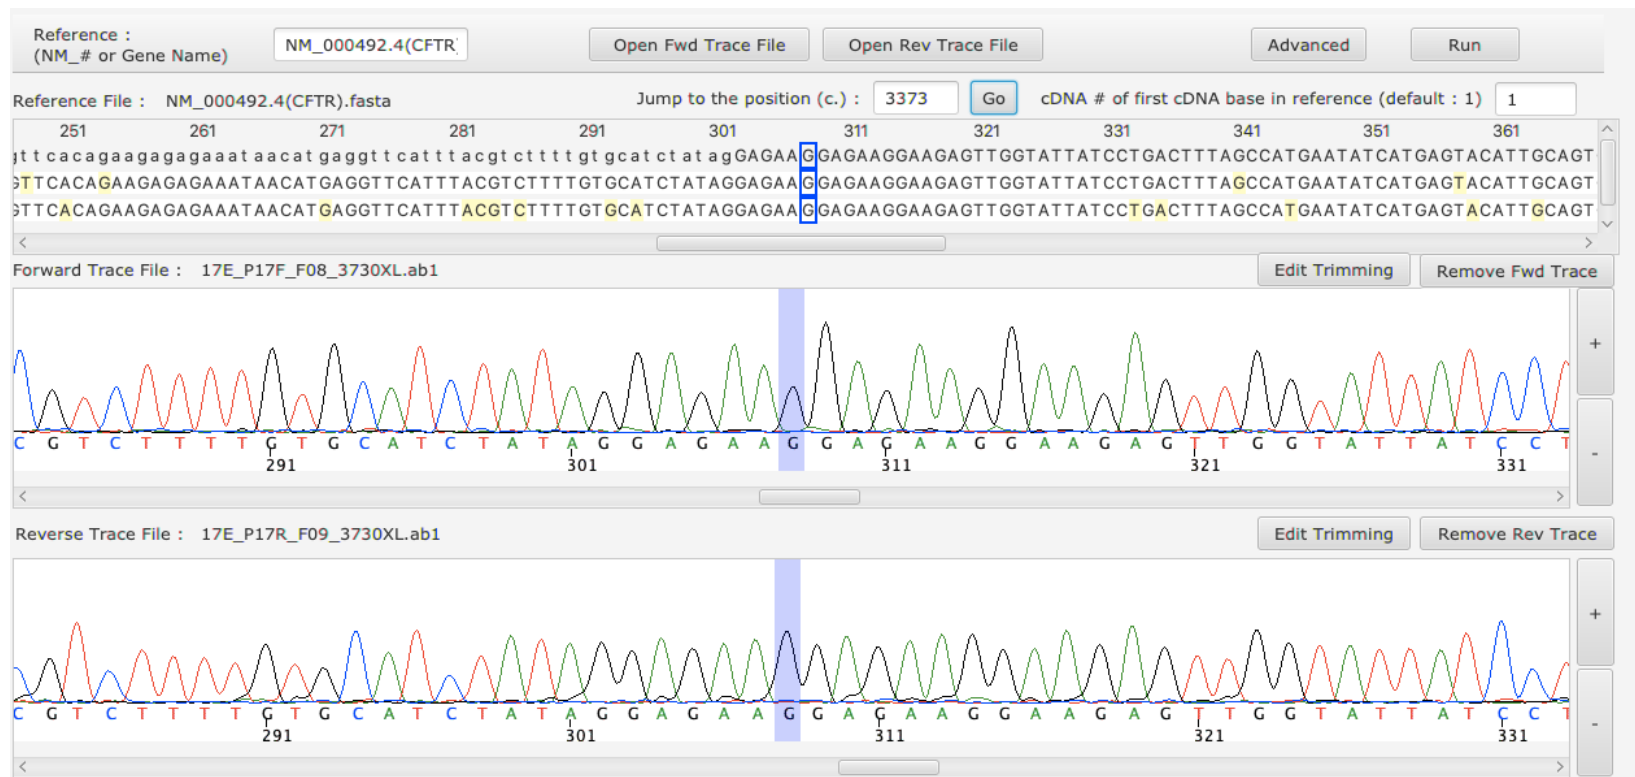 Reference :
(NM_# or Gene Name)
NM_000492.4(CFTR)
Open Fwd Trace File
Open Rev Trace File
Advanced
Run
Reference File : NM_000492.4(CFTR).fasta
Jump to the position (c.) : 3373
Go
cDNA # of first cDNA base in reference (default : 1) 1
251 261 271 281 291 301 311 321 331 341 351 361
gttcacagaagagagaaataacatgaggttcatttacgtcttttgtgcatctatagGAGAAGGAGAAGGAAGAGTTGGTATTATCCTGACTTTAGCCATGAATATCATGAGTACATTGCAGT
GTTCACAGAAGAGAGAAATAACATGAGGTTCATTTACGTCTTTTGTGCATCTATAGGAGAAGGAGAAGGAAGAGTTGGTATTATCCTGACTTTAGCCATGAATATCATGAGTACATTGCAGT
GTTCACAGAAGAGAGAAATAACATGAGGTTCATTTACGTCTTTTGTGCATCTATAGGAGAAGGAGAAGGAAGAGTTGGTATTATCCTGACTTTAGCCATGAATATCATGAGTACATTGCAGT
Forward Trace File : 17E_P17F_F08_3730XL.ab1
Edit Trimming
Remove Fwd Trace
+
C G T C T T T T G T G C A T C T A T A G G A G A A G G A G A A G G A A G A G T T G G T A T T A T C C T
291 301 311 321 331
-
Reverse Trace File : 17E_P17R_F09_3730XL.ab1
Edit Trimming
Remove Rev Trace
+
C G T C T T T T G T G C A T C T A T A G G A G A A G G A G A A G G A A G A G T T G G T A T T A T C C T
291 301 311 321 331
-